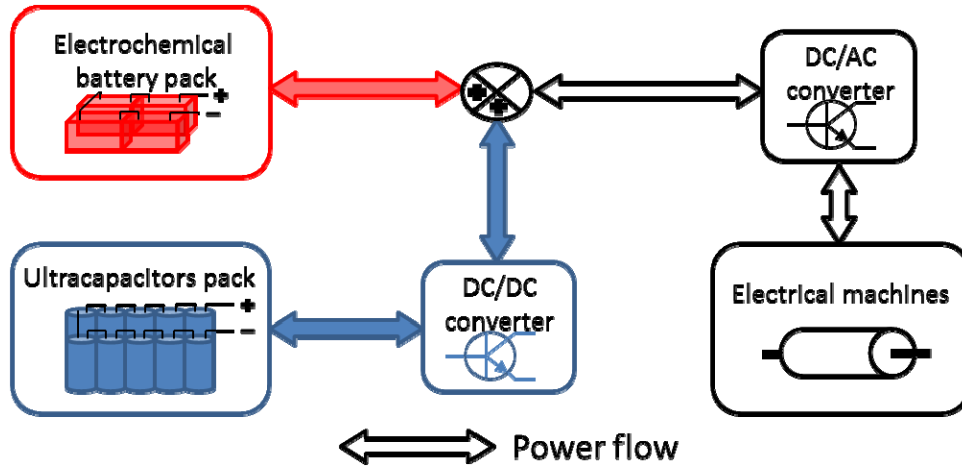 Electrochemical
battery pack
+
−
DC/AC
converter
Ultracapacitors pack
+
−
DC/DC
converter
Electrical machines
Power flow